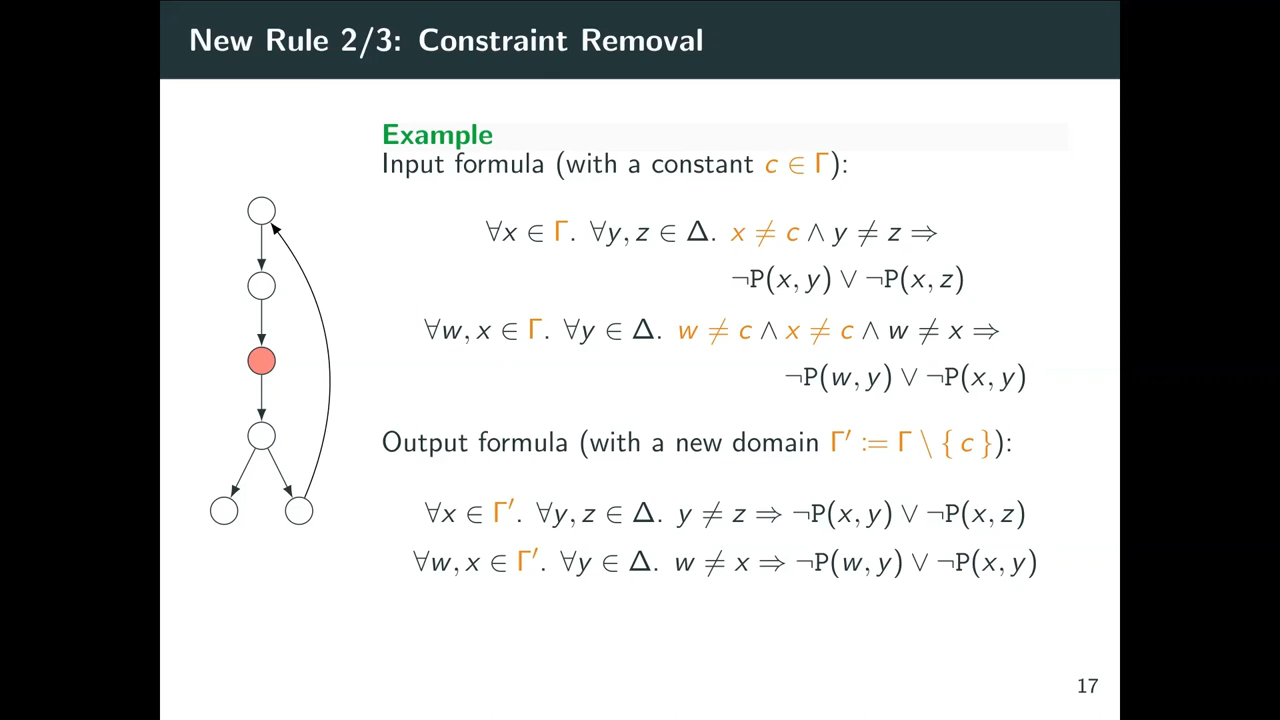 New Rule 2/3: Constraint Removal
Example
Input formula (with a constant c ∈ Γ):
∀x ∈ Γ. ∀y, z ∈ Δ. x ≠ c ∧ y ≠ z ⇒
¬P(x, y) ∨ ¬P(x, z)
∀w, x ∈ Γ. ∀y ∈ Δ. w ≠ c ∧ x ≠ c ∧ w ≠ x ⇒
¬P(w, y) ∨ ¬P(x, y)
Output formula (with a new domain Γ′ := Γ \ { c }):
∀x ∈ Γ′. ∀y, z ∈ Δ. y ≠ z ⇒ ¬P(x, y) ∨ ¬P(x, z)
∀w, x ∈ Γ′. ∀y ∈ Δ. w ≠ x ⇒ ¬P(w, y) ∨ ¬P(x, y)
17